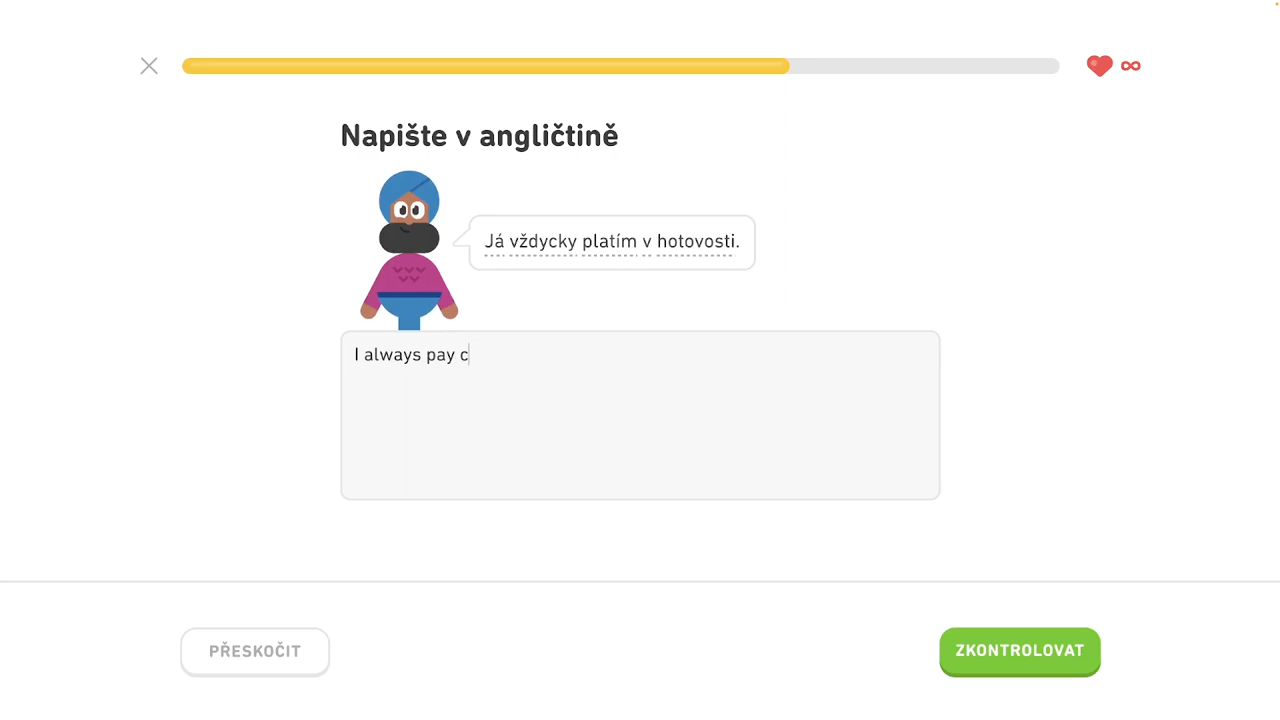 Napište v angličtině
Já vždycky platím v hotovosti.
I always pay c
PŘESKOČIT
ZKONTROLOVAT